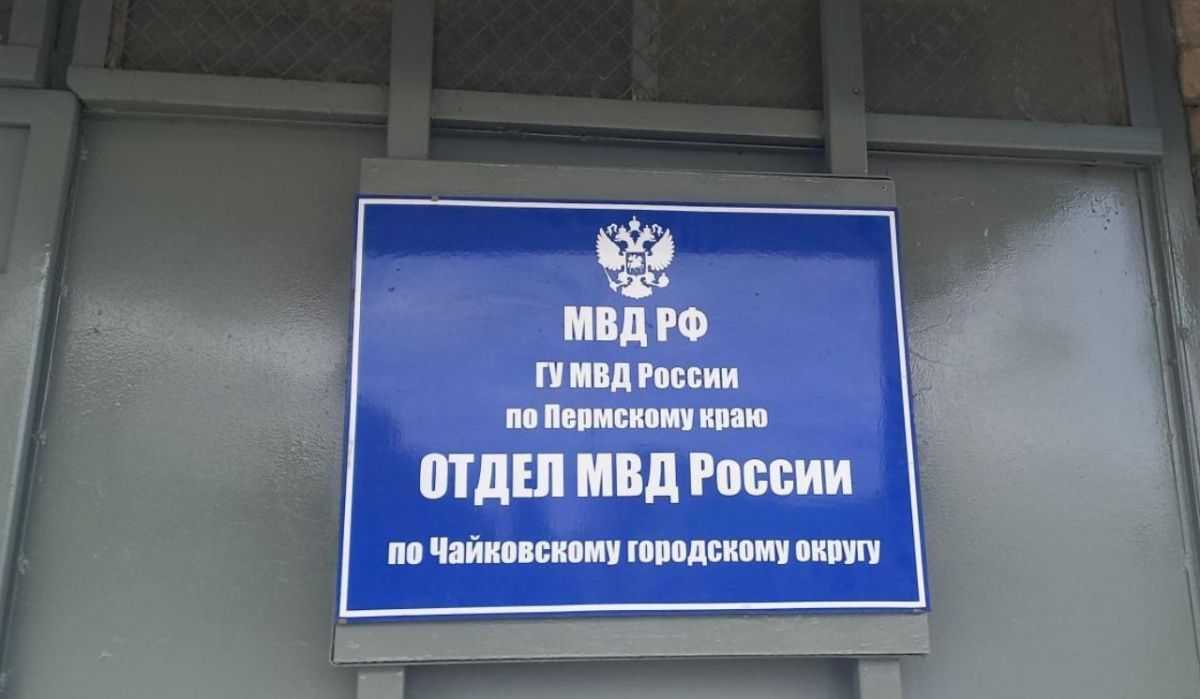 МВД РФ
ГУ МВД России
по Пермскому краю
ОТДЕЛ МВД России
по Чайковскому городскому округу